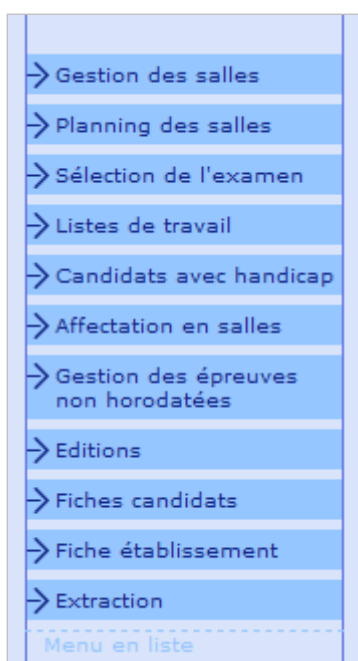 Gestion des salles
Planning des salles
Sélection de l'examen
Listes de travail
Candidats avec handicap
Affectation en salles
Gestion des épreuves
non horodatées
Editions
Fiches candidats
Fiche établissement
Extraction
Menu en liste